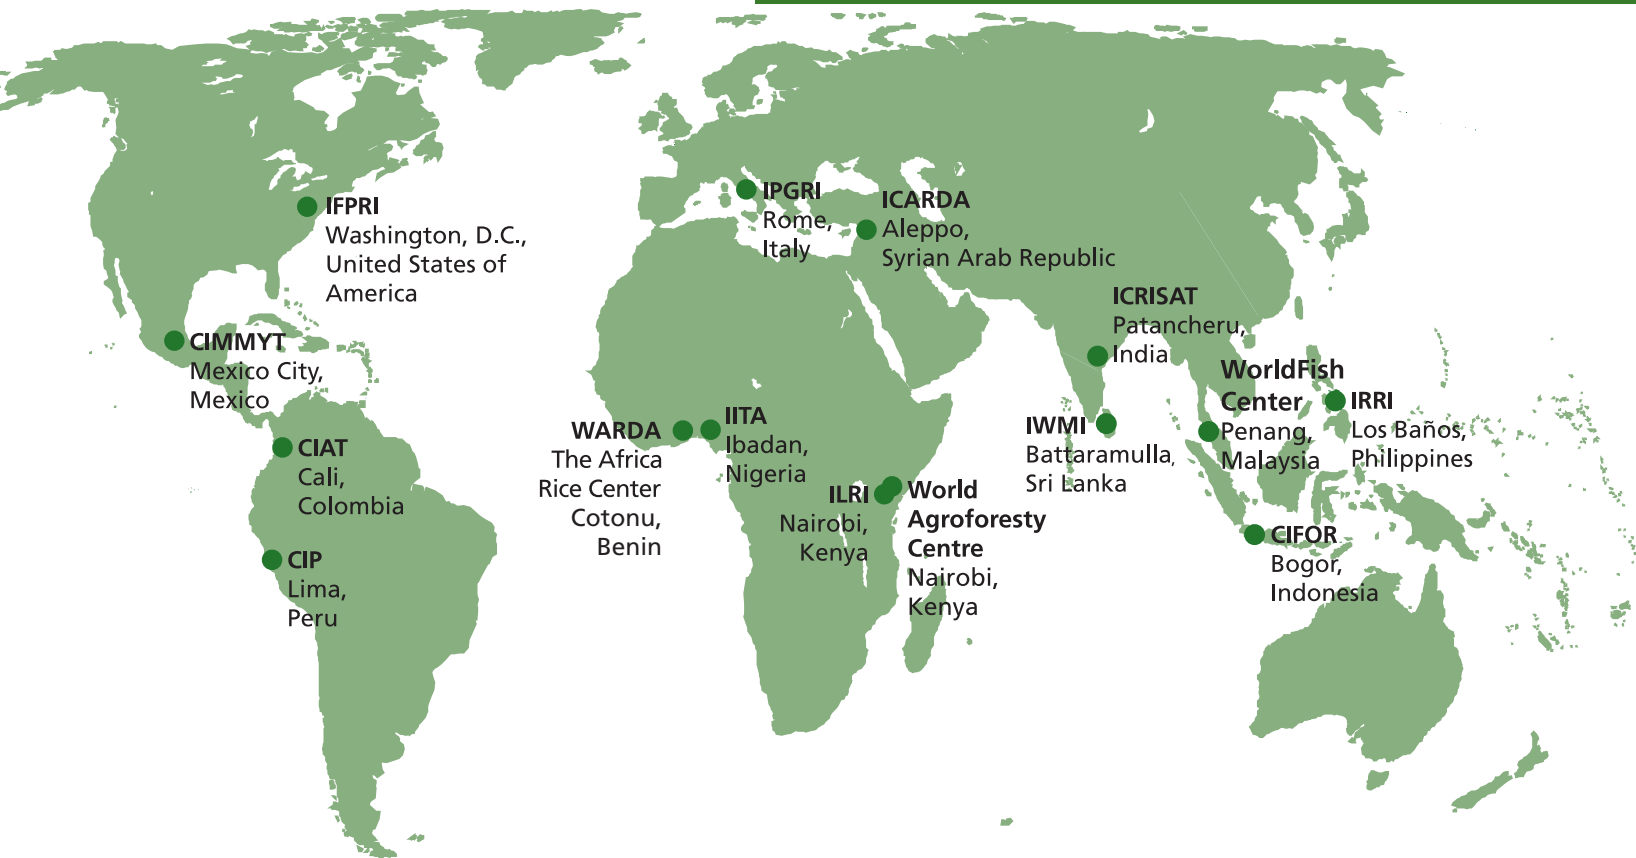 IFPRI
Washington, D.C.,
United States of
America
CIMMYT
Mexico City,
Mexico
CIAT
Cali,
Colombia
CIP
Lima,
Peru
IPGRI
Rome,
Italy
ICARDA
Aleppo,
Syrian Arab Republic
WARDA
The Africa
Rice Center
Cotonu,
Benin
IITA
Ibadan,
Nigeria
ILRI
Nairobi,
Kenya
World
Agroforesty
Centre
Nairobi,
Kenya
ICRISAT
Patancheru,
India
IWMI
Battaramulla,
Sri Lanka
WorldFish
Center
Penang,
Malaysia
IRRI
Los Baños,
Philippines
CIFOR
Bogor,
Indonesia